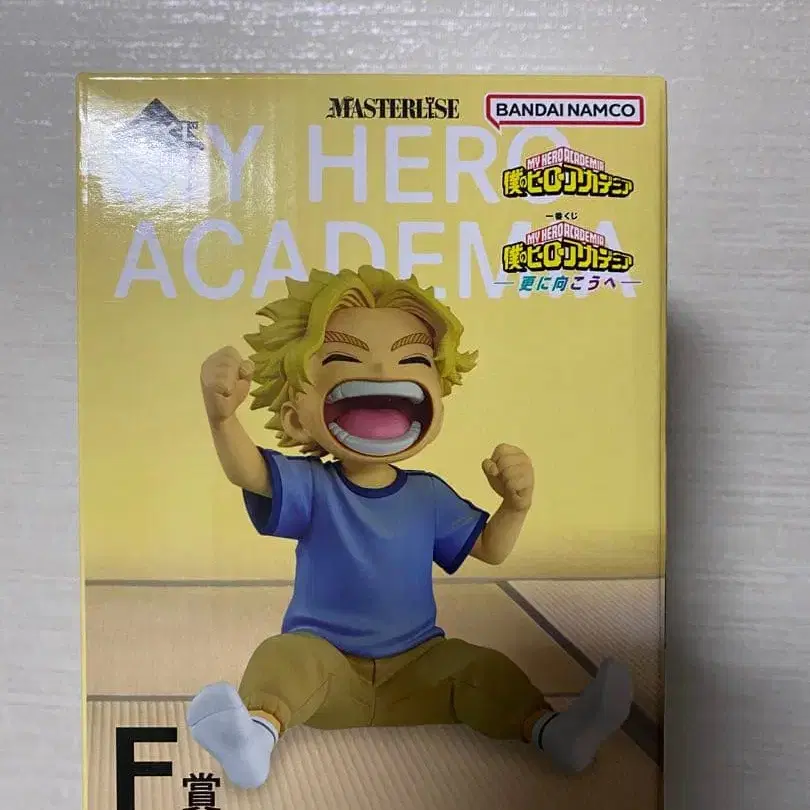 MASTERLISE
BANDAI NAMCO
MY HERO
ACADEMIA
MY HERO ACADEMIA
僕のヒーローアカデミア
一番くじ
MY HERO ACADEMIA
僕のヒーローアカデミア
更に向こうへ
F賞